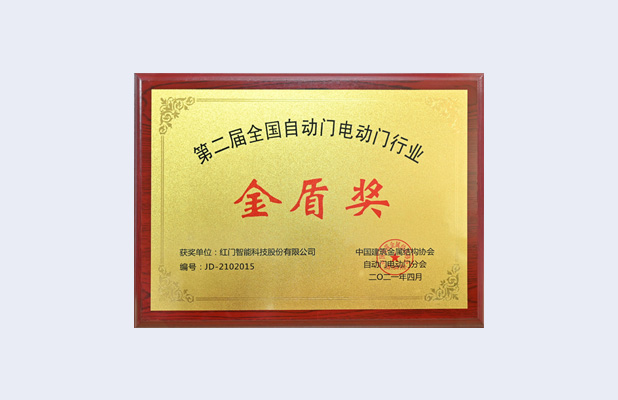 第二届全国自动门电动门行业
金盾奖
获奖单位：红门智能科技股份有限公司
编号：JD-2102015
中国建筑金属结构协会
自动门电动门分会
二〇二一年四月